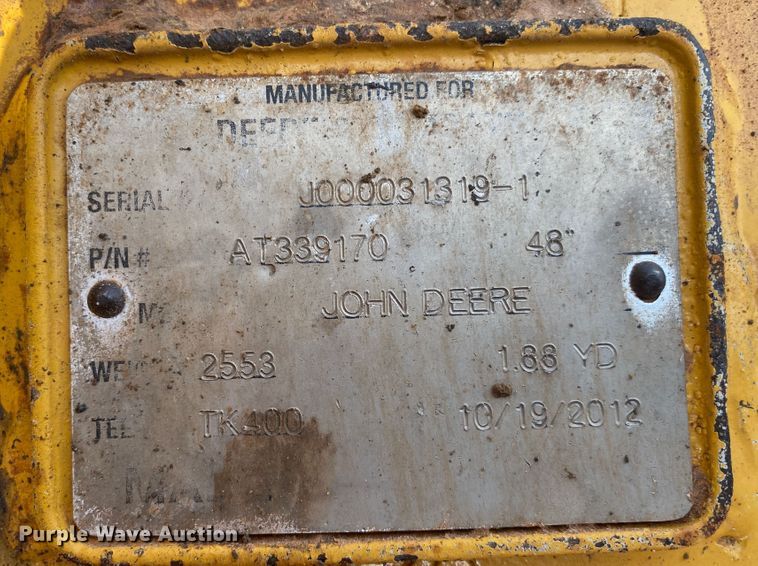 MANUFACTURED FOR
SERIAL J000031319-1
P/N # AT339170 48"
JOHN DEERE
2553 1.88 YD
TK400 10/19/2012
Purple Wave Auction